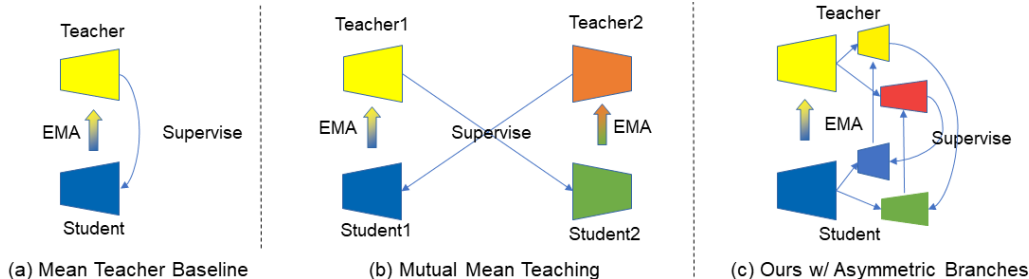 Teacher
EMA
Supervise
Student
(a) Mean Teacher Baseline
Teacher1
Teacher2
EMA
Supervise
EMA
Student1
Student2
(b) Mutual Mean Teaching
Teacher
EMA
Supervise
Student
(c) Ours w/ Asymmetric Branches